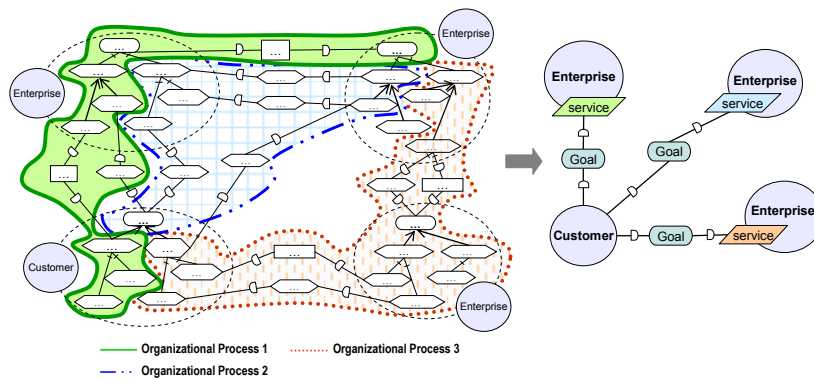 Enterprise
Enterprise
Customer
Enterprise
Organizational Process 1
Organizational Process 3
Organizational Process 2
Enterprise
service
Enterprise
service
Goal
Goal
Customer
Goal
Enterprise
service